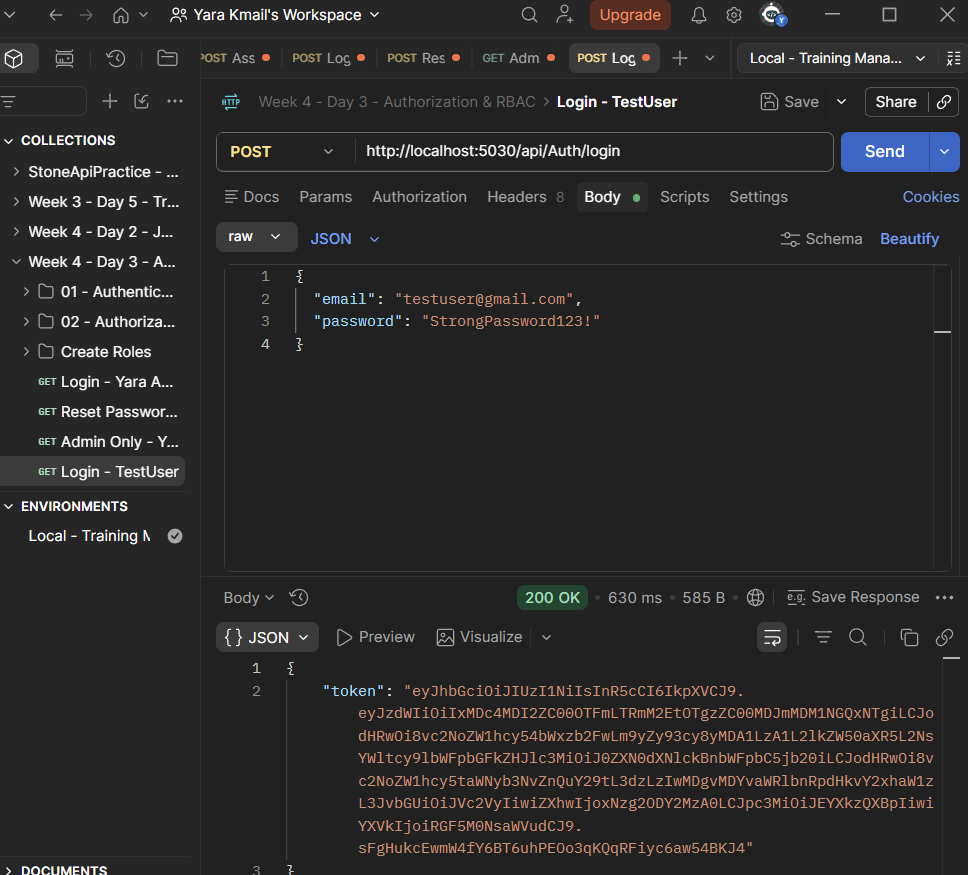 Yara Kmail's Workspace
Upgrade
POST Ass
POST Log
POST Res
GET Adm
POST Log
Local - Training Mana...
HTTP
Week 4 - Day 3 - Authorization & RBAC > Login - TestUser
Save
Share
COLLECTIONS
StoneApiPractice - ...
Week 3 - Day 5 - Tr...
Week 4 - Day 2 - J...
Week 4 - Day 3 - A...
01 - Authentic...
02 - Authoriza...
Create Roles
GET Login - Yara A...
GET Reset Passwor...
GET Admin Only - Y...
GET Login - TestUser
ENVIRONMENTS
Local - Training M
DOCUMENTS
POST
http://localhost:5030/api/Auth/login
Send
Docs
Params
Authorization
Headers 8
Body
Scripts
Settings
Cookies
raw
JSON
Schema
Beautify
1 {
2 "email": "testuser@gmail.com",
3 "password": "StrongPassword123!"
4 }
Body
200 OK
630 ms
585 B
e.g. Save Response
{} JSON
Preview
Visualize
1 {
2 "token": "eyJhbGciOiJIUzI1NiIsInR5cCI6IkpXVCJ9.
eyJzdWIiOiIxMDc4MDI2ZC00OTFmLTRmM2EtOTgzZC00MDJmMDM1NGQxNTgiLCJo
dHRwOi8vc2NoZW1hcy54bWxzb2FwLm9yZy93cy8yMDA1LzA1L2lkZW50aXR5L2Ns
YWltcy9lbWFpbGFkZHJlc3MiOiJ0ZXN0dXNlckBnbWFpbC5jb20iLCJodHRwOi8v
c2NoZW1hcy5taWNyb3NvZnQuY29tL3dzLzIwMDgvMDYvaWRlbnRpdHkvY2xhaW1z
L3JvbGUiOiJVc2VyIiwiZXhwIjoxNzg2ODY2MzA0LCJpc3MiOiJEYXkzQXBpIiwi
YXVkIjoiRGF5M0NsaWVudCJ9.
sFgHukcEwmW4fY6BT6uhPEOo3qKQqRFiyc6aw54BKJ4"
3 }